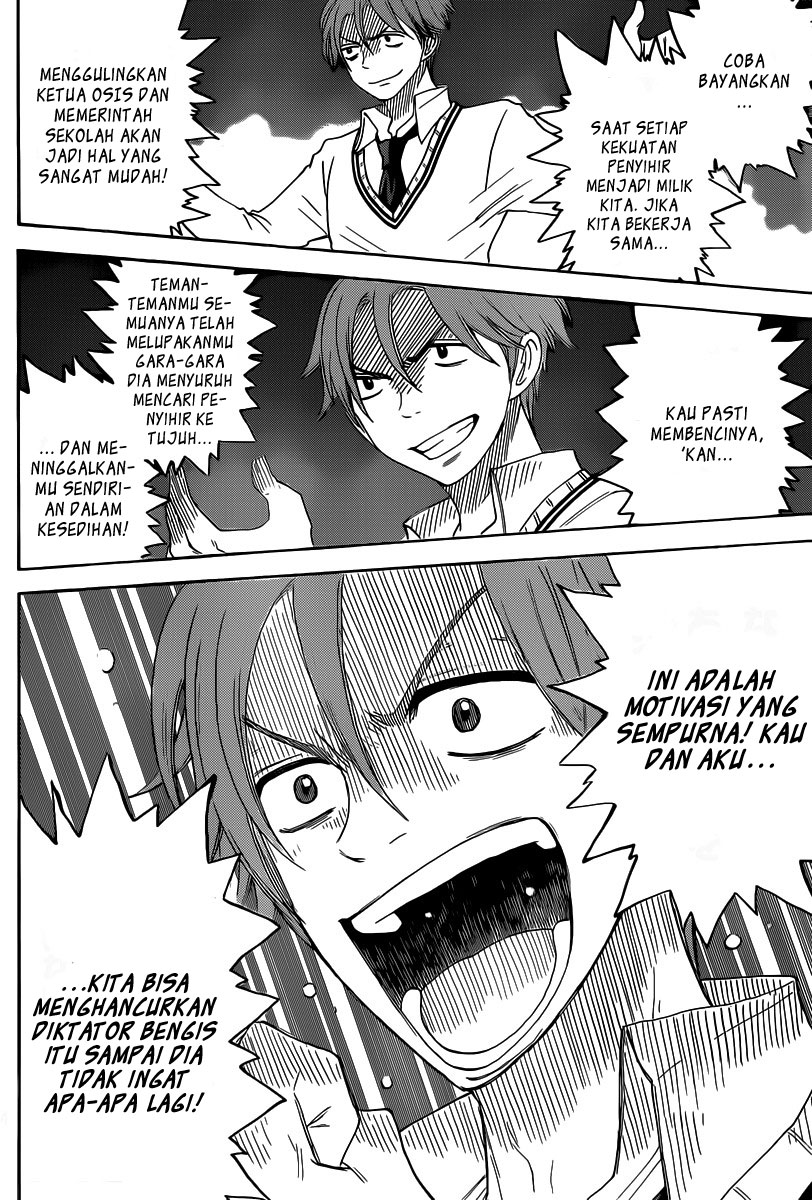 COBA
BAYANGKAN
...
SAAT SETIAP
KEKUATAN
PENYIHIR
MENJADI MILIK
KITA. JIKA
KITA BEKERJA
SAMA...
MENGGULINGKAN
KETUA OSIS DAN
MEMERINTAH
SEKOLAH AKAN
JADI HAL YANG
SANGAT MUDAH!
KAU PASTI
MEMBENCINYA,
'KAN...
TEMAN-
TEMANMU SE-
MUANYA TELAH
MELUPAKANMU
GARA-GARA
DIA MENYURUH
MENCARI PE-
NYIHIR KE
TUJUH...
... DAN ME-
NINGGALKAN-
MU SENDIRI-
AN DALAM
KESEDIHAN!
INI ADALAH
MOTIVASI YANG
SEMPURNA! KAU
DAN AKU...
...KITA BISA
MENGHANCURKAN
DIKTATOR BENGIS
ITU SAMPAI DIA
TIDAK INGAT
APA-APA LAGI!